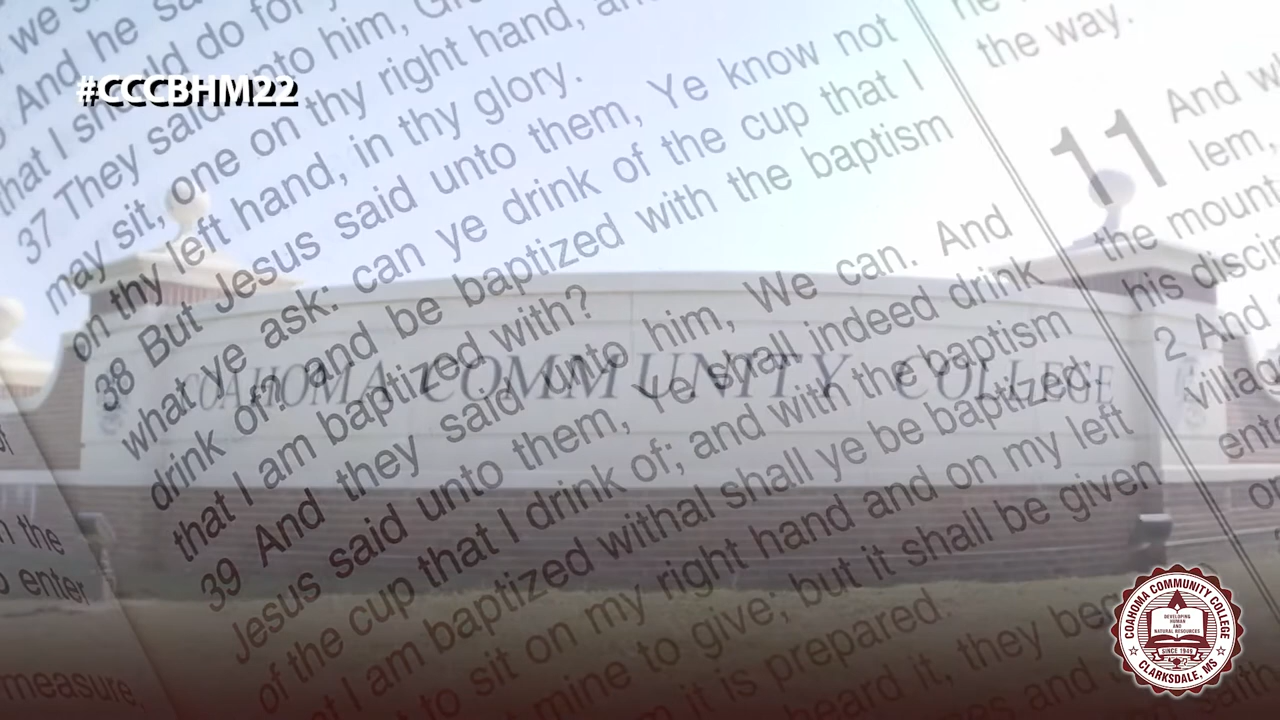 #CCCBHM22
we
And he sa
that I should do for
37 They said unto him,
may sit, one on thy right hand,
on thy left hand, in thy glory.
38 But Jesus said unto them, Ye know not
what ye ask: can ye drink of the cup that I
drink of? and be baptized with the baptism
that I am baptized with?
39 And they said unto him, We can. And
Jesus said unto them, Ye shall indeed drink
of the cup that I drink of; and with the baptism
that I am baptized withal shall ye be baptized:
to sit on my right hand and on my left
mine to give; but it shall be given
it is prepared.
heard it, they beg
and
the way.
11 And w
lem,
the mount
his discip
2 And
village
ente
enter
measure,
COAHOMA COMMUNITY COLLEGE
COAHOMA COMMUNITY COLLEGE
DEVELOPING
HUMAN
AND
NATURAL RESOURCES
SINCE 1949
CLARKSDALE, MS